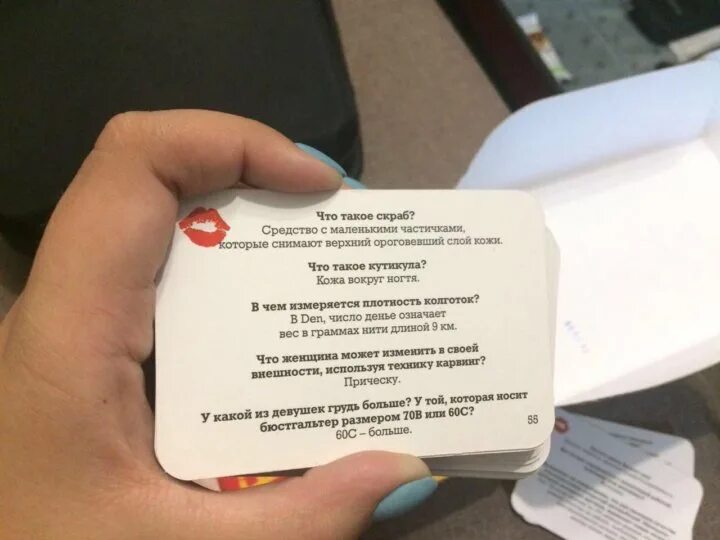 Что такое скраб?
Средство с маленькими частичками,
которые снимают верхний ороговевший слой кожи.
Что такое кутикула?
Кожа вокруг ногтя.
В чем измеряется плотность колготок?
В Den, число денье означает
вес в граммах нити длиной 9 км.
Что женщина может изменить в своей
внешности, используя технику карвинг?
Прическу.
У какой из девушек грудь больше? У той, которая носит
бюстгальтер размером 70В или 60С?
60С – больше.
55